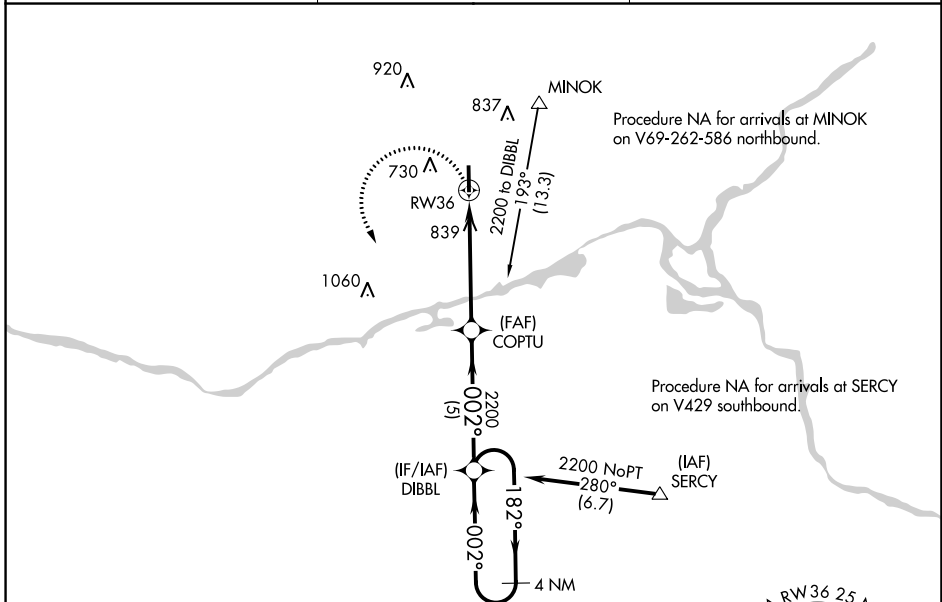 920
837
MINOK
Procedure NA for arrivals at MINOK
on V69-262-586 northbound.
730
2200 to DIBBL
193°
(13.3)
RW36
839
1060
(FAF)
COPTU
2200
002°
(5)
Procedure NA for arrivals at SERCY
on V429 southbound.
(IF/IAF)
DIBBL
2200 NoPT
280°
(6.7)
(IAF)
SERCY
182°
002°
4 NM
RW36 25